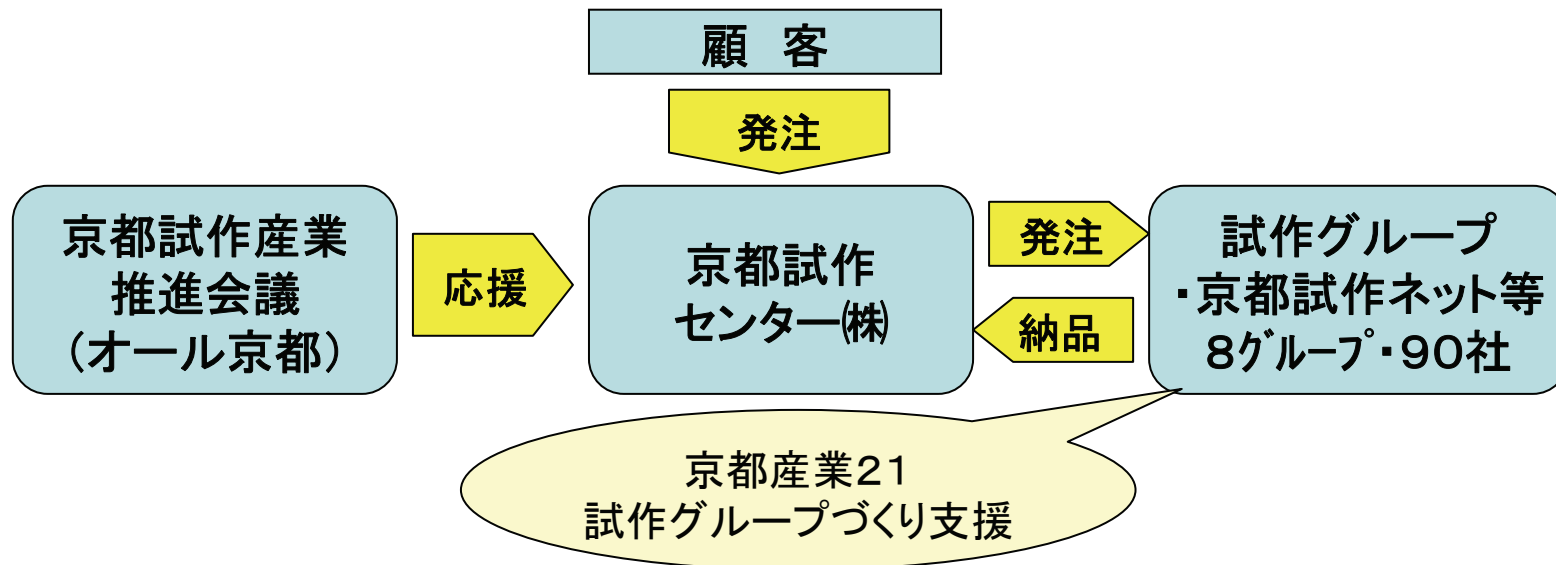 顧　客
発注
京都試作産業
推進会議
（オール京都）
応援
京都試作
センター㈱
発注
納品
試作グループ
・京都試作ネット等
８ｸﾞﾙｰﾌﾟ・９０社
京都産業２１
試作グループづくり支援